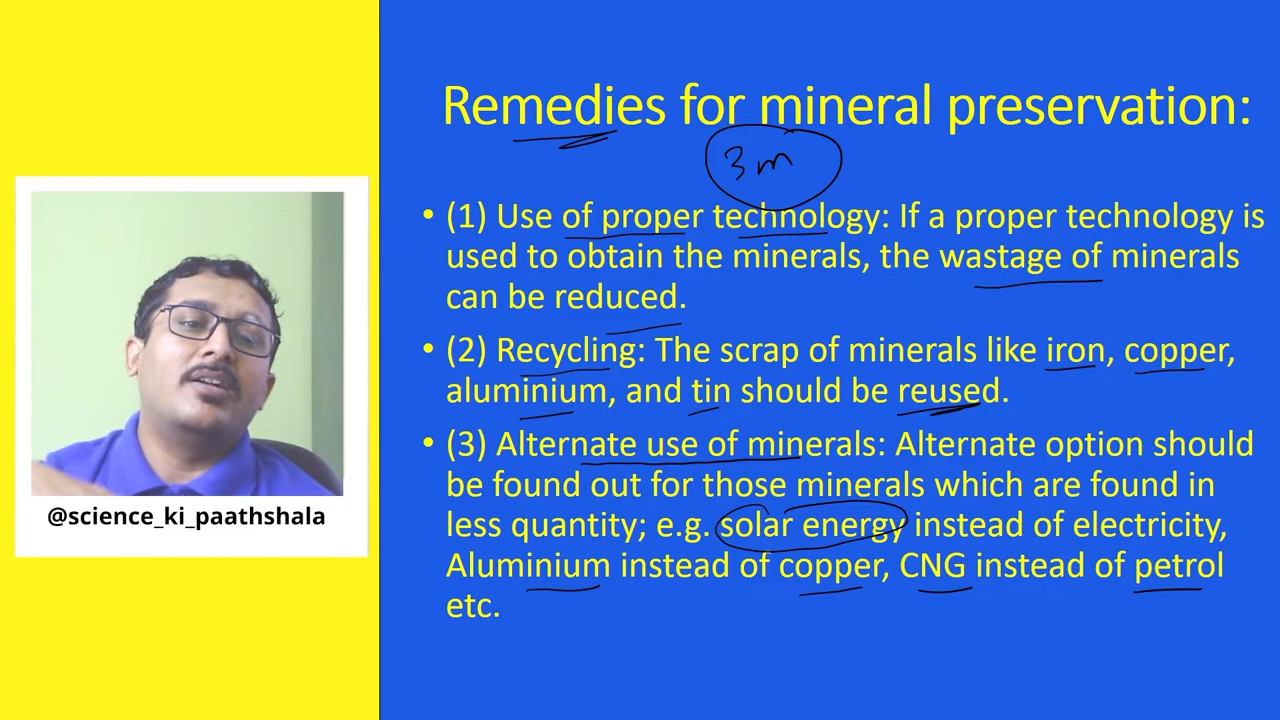 Remedies for mineral preservation:
3 m
• (1) Use of proper technology: If a proper technology is
used to obtain the minerals, the wastage of minerals
can be reduced.
• (2) Recycling: The scrap of minerals like iron, copper,
aluminium, and tin should be reused.
• (3) Alternate use of minerals: Alternate option should
be found out for those minerals which are found in
less quantity; e.g. solar energy instead of electricity,
Aluminium instead of copper, CNG instead of petrol
etc.
@science_ki_paathshala